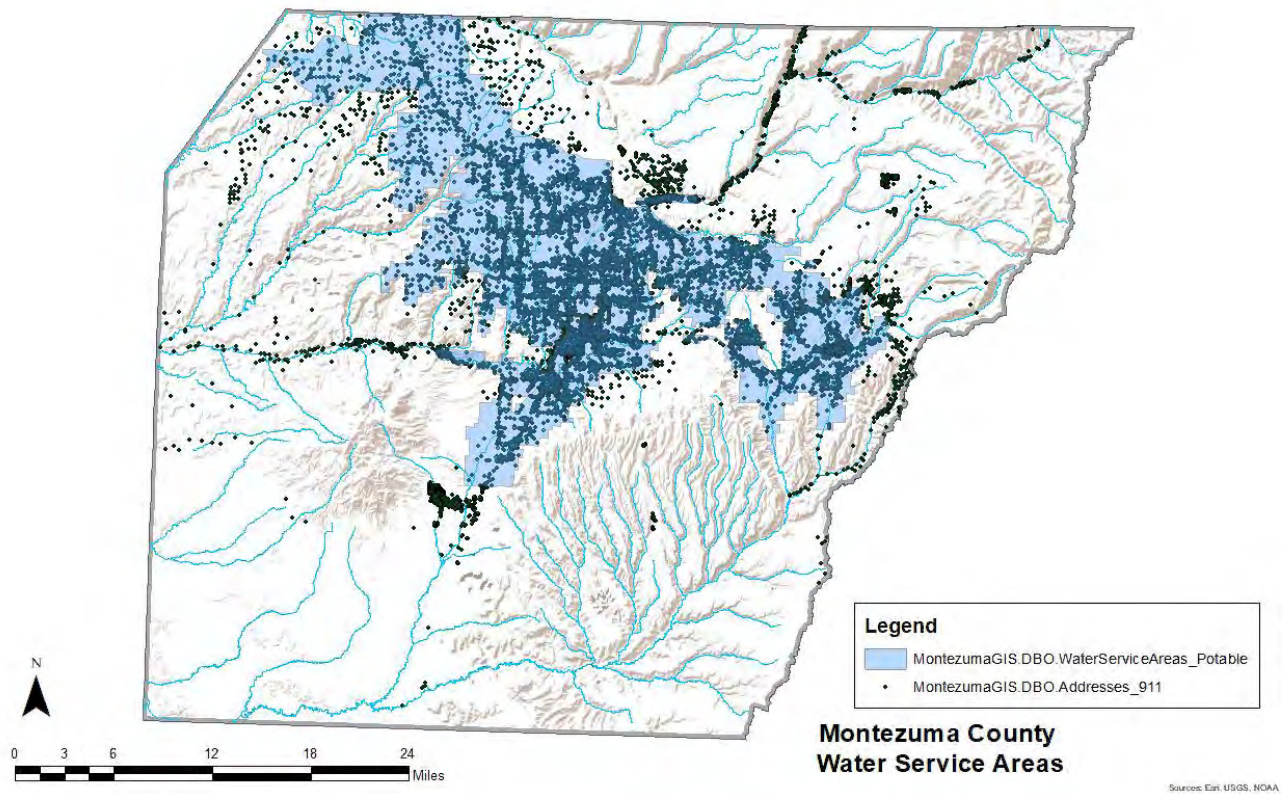 Legend
MontezumaGIS.DBO.WaterServiceAreas_Potable
MontezumaGIS.DBO.Addresses_911
N
0 3 6 12 18 24
Miles
Montezuma County
Water Service Areas
Sources: Esri, USGS, NOAA